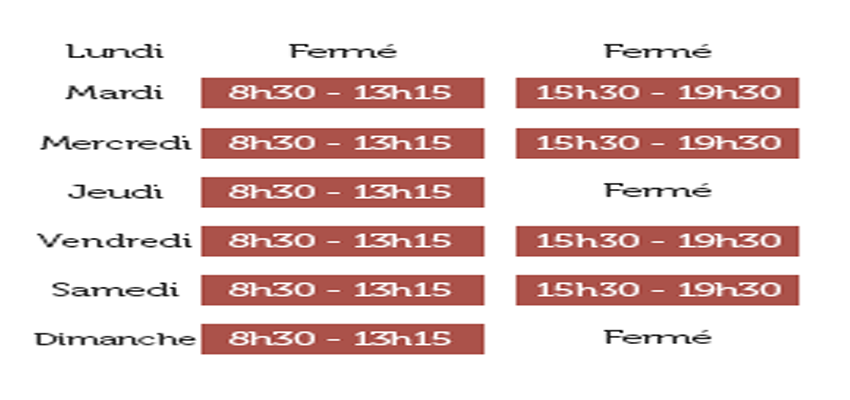 Lundi Fermé Fermé
Mardi 8h30 - 13h15 15h30 - 19h30
Mercredi 8h30 - 13h15 15h30 - 19h30
Jeudi 8h30 - 13h15 Fermé
Vendredi 8h30 - 13h15 15h30 - 19h30
Samedi 8h30 - 13h15 15h30 - 19h30
Dimanche 8h30 - 13h15 Fermé